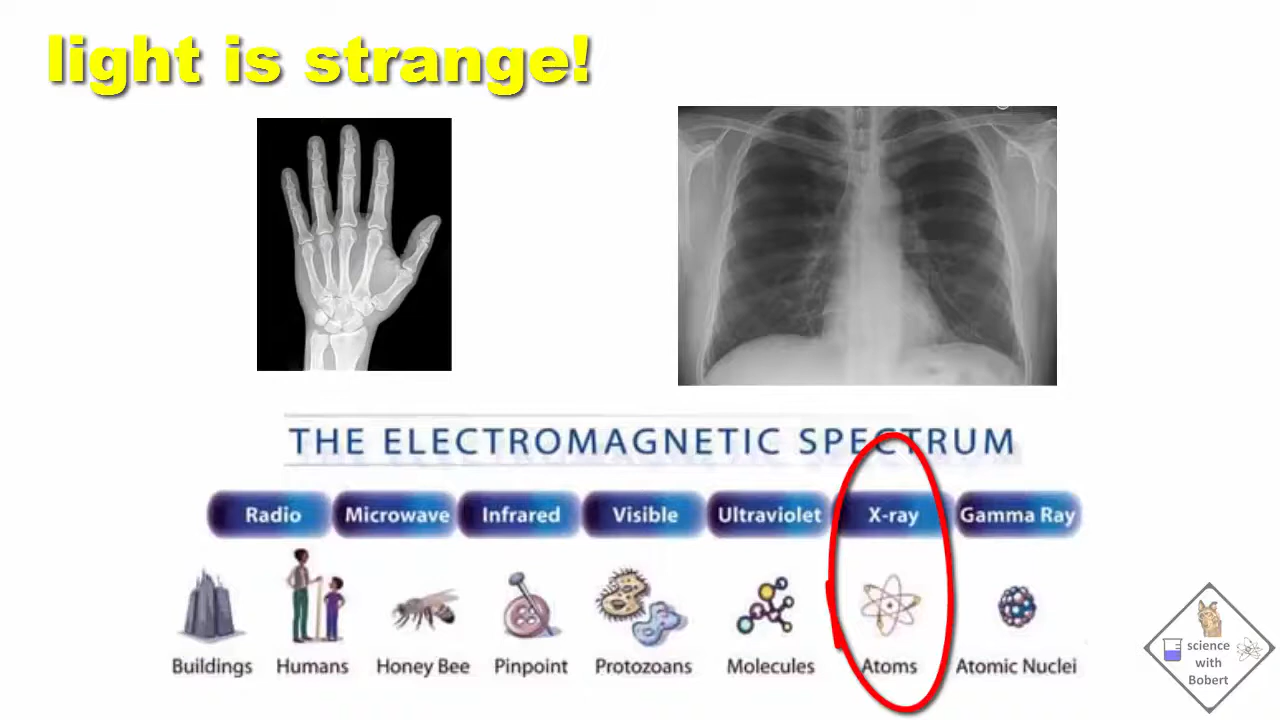 light is strange!
THE ELECTROMAGNETIC SPECTRUM
Radio Microwave Infrared Visible Ultraviolet X-ray Gamma Ray
Buildings Humans Honey Bee Pinpoint Protozoans Molecules Atoms Atomic Nuclei
science
with
Bobert